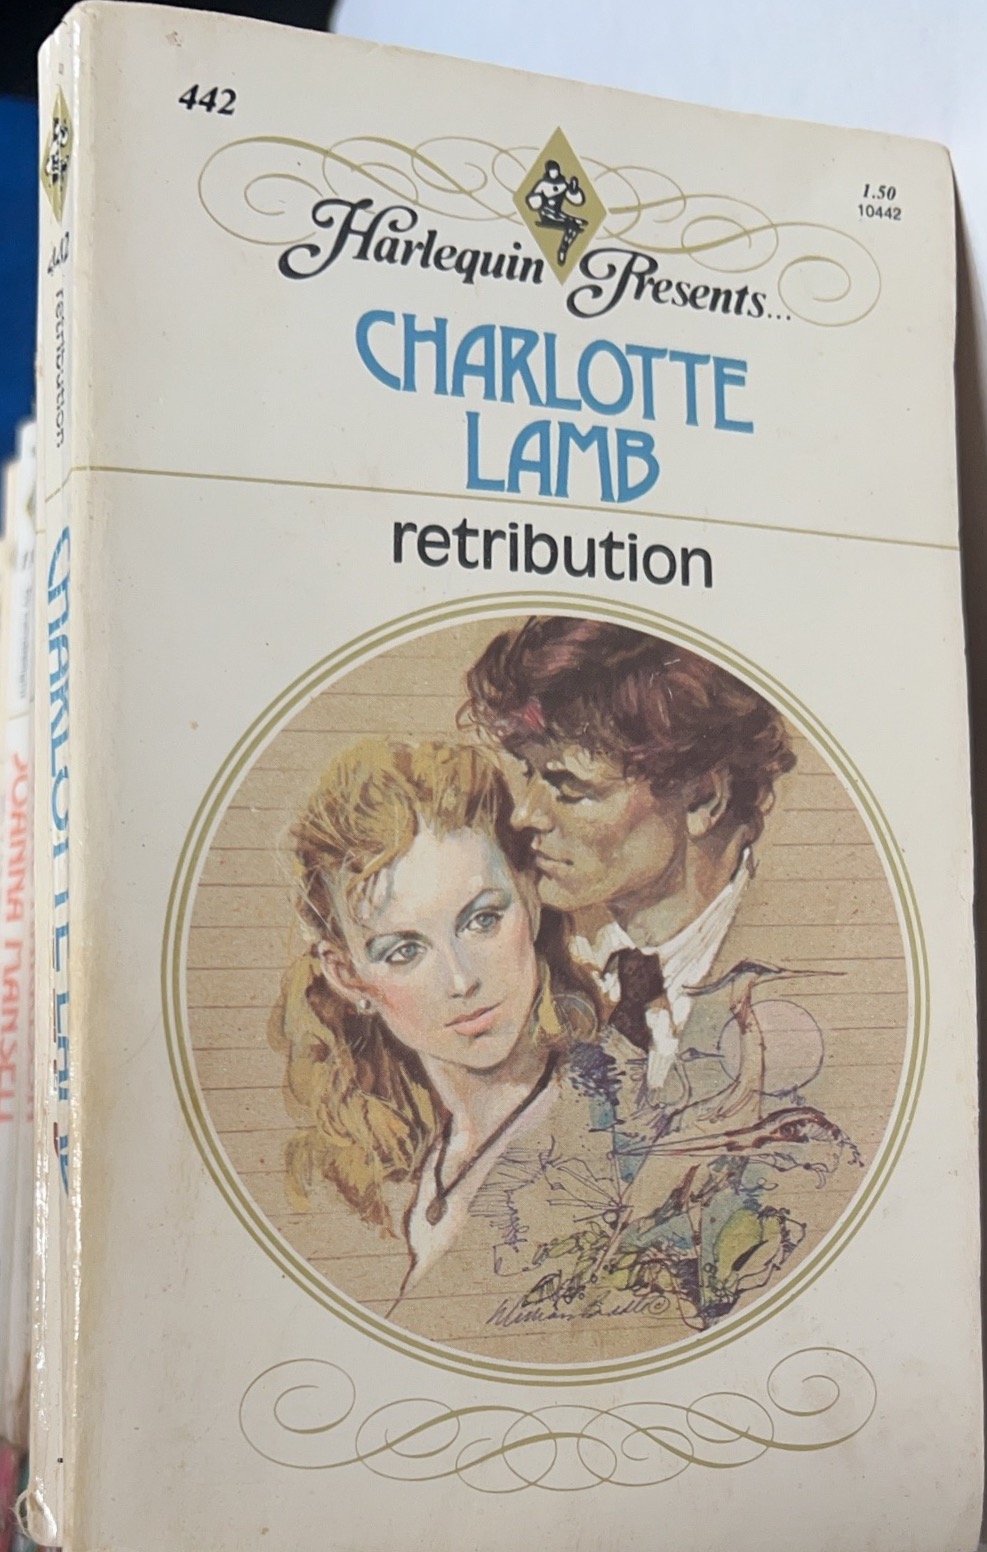 442
1.50
10442
Harlequin Presents...
CHARLOTTE
LAMB
retribution
442
retribution
CHARLOTTE LAMB
JOANNA MANSELL